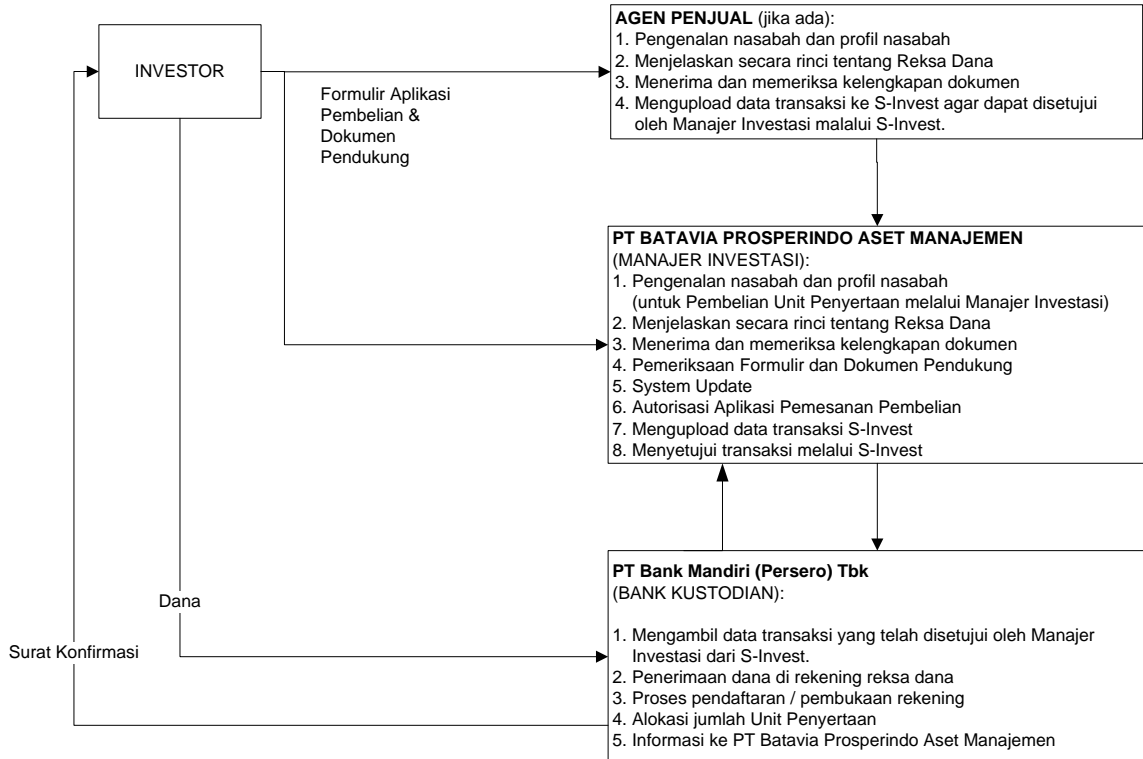 INVESTOR
Formulir Aplikasi
Pembelian &
Dokumen
Pendukung
AGEN PENJUAL (jika ada):
1. Pengenalan nasabah dan profil nasabah
2. Menjelaskan secara rinci tentang Reksa Dana
3. Menerima dan memeriksa kelengkapan dokumen
4. Mengupload data transaksi ke S-Invest agar dapat disetujui
oleh Manajer Investasi malalui S-Invest.
PT BATAVIA PROSPERINDO ASET MANAJEMEN
(MANAJER INVESTASI):
1. Pengenalan nasabah dan profil nasabah
(untuk Pembelian Unit Penyertaan melalui Manajer Investasi)
2. Menjelaskan secara rinci tentang Reksa Dana
3. Menerima dan memeriksa kelengkapan dokumen
4. Pemeriksaan Formulir dan Dokumen Pendukung
5. System Update
6. Autorisasi Aplikasi Pemesanan Pembelian
7. Mengupload data transaksi S-Invest
8. Menyetujui transaksi melalui S-Invest
Dana
Surat Konfirmasi
PT Bank Mandiri (Persero) Tbk
(BANK KUSTODIAN):
1. Mengambil data transaksi yang telah disetujui oleh Manajer
Investasi dari S-Invest.
2. Penerimaan dana di rekening reksa dana
3. Proses pendaftaran / pembukaan rekening
4. Alokasi jumlah Unit Penyertaan
5. Informasi ke PT Batavia Prosperindo Aset Manajemen